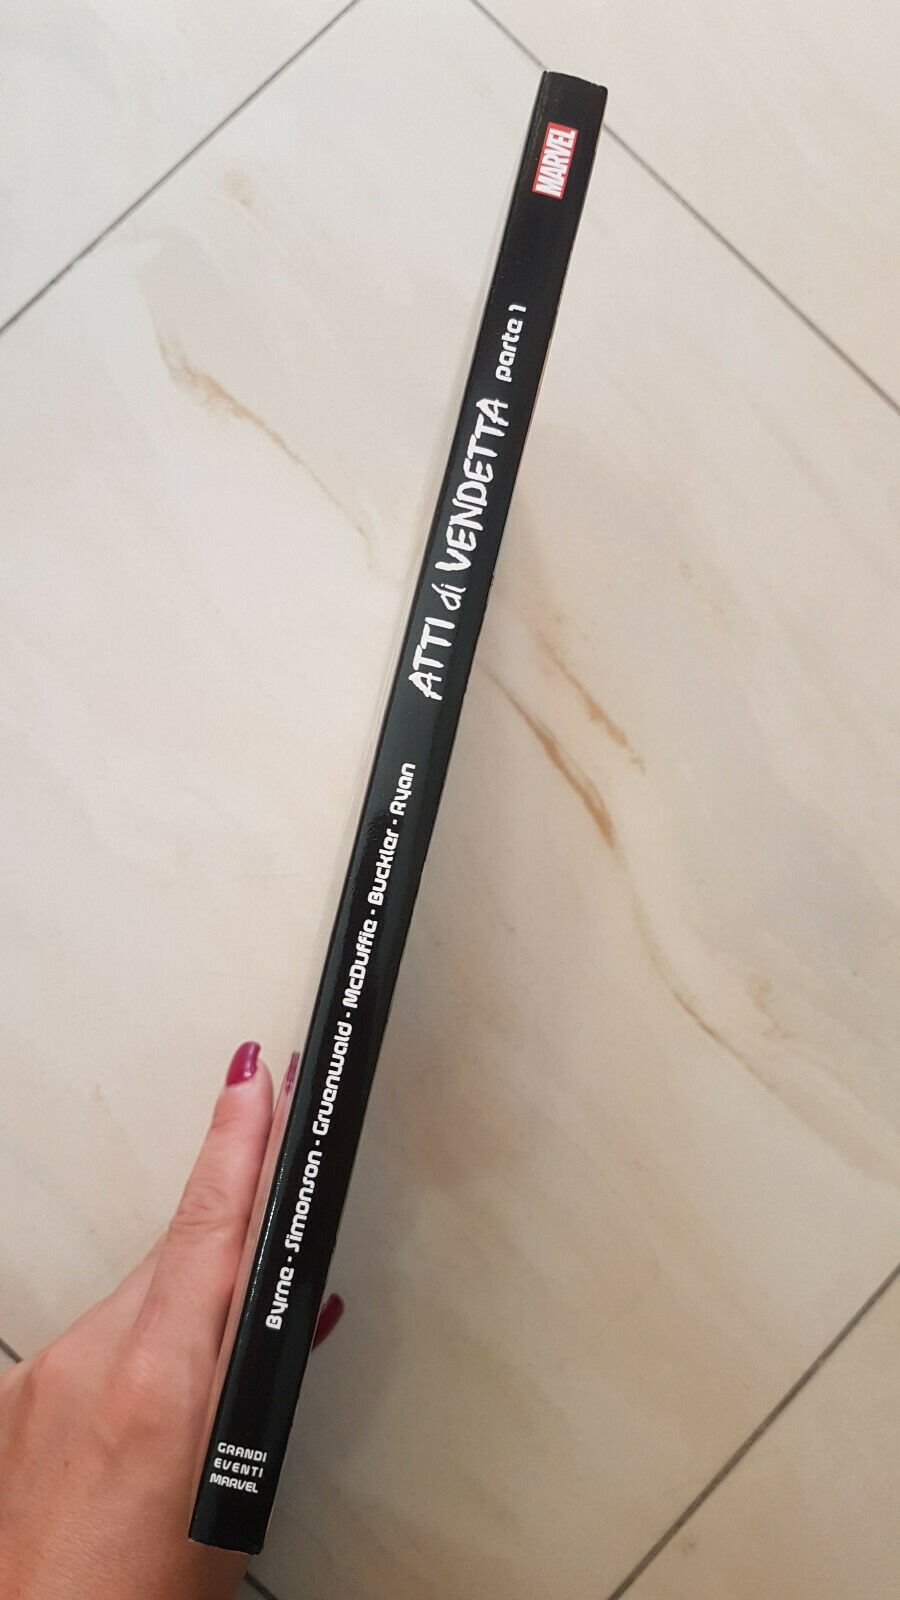 MARVEL
ATTI di VENDETTA parte 1
Byrne - Simonson - Gruenwald - McDuffie - Buckler - Ryan
GRANDI
EVENTI
MARVEL